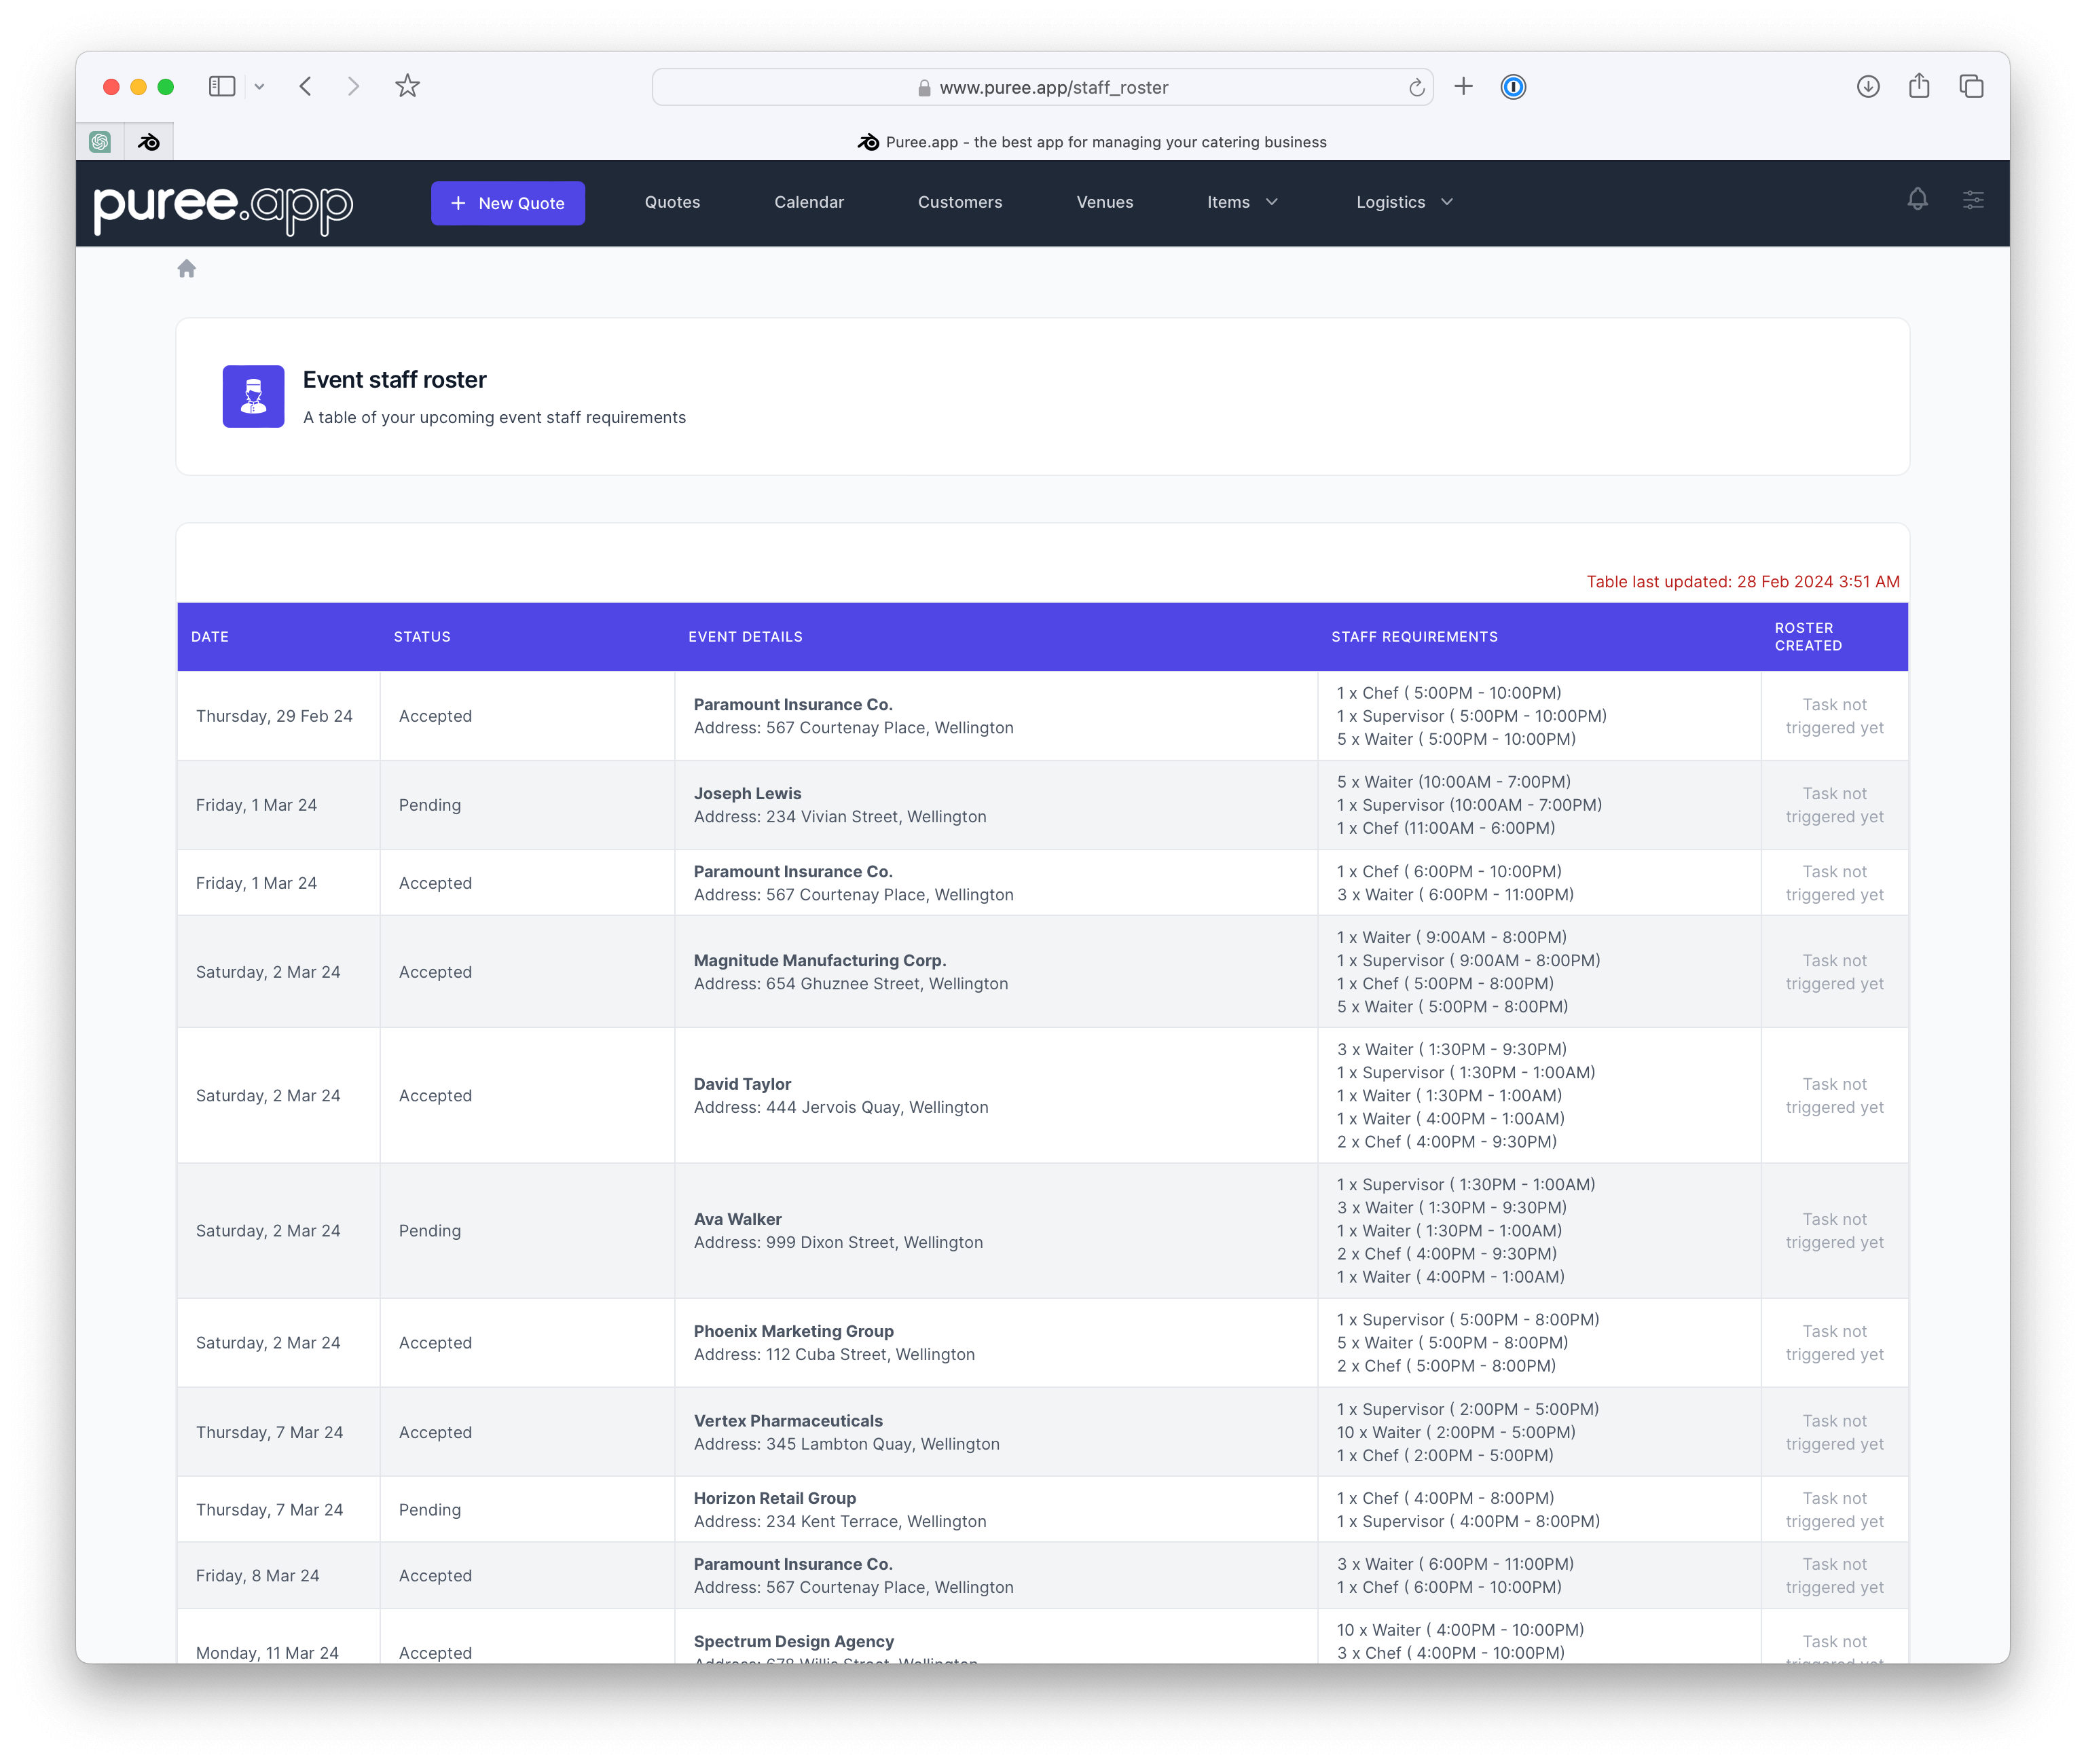 www.puree.app/staff_roster
Puree.app - the best app for managing your catering business
puree.app
+ New Quote
Quotes
Calendar
Customers
Venues
Items
Logistics
Event staff roster
A table of your upcoming event staff requirements
Table last updated: 28 Feb 2024 3:51 AM
DATE
STATUS
EVENT DETAILS
STAFF REQUIREMENTS
ROSTER
CREATED
Thursday, 29 Feb 24
Accepted
Paramount Insurance Co.
Address: 567 Courtenay Place, Wellington
1 x Chef ( 5:00PM - 10:00PM)
1 x Supervisor ( 5:00PM - 10:00PM)
5 x Waiter ( 5:00PM - 10:00PM)
Task not
triggered yet
Friday, 1 Mar 24
Pending
Joseph Lewis
Address: 234 Vivian Street, Wellington
5 x Waiter (10:00AM - 7:00PM)
1 x Supervisor (10:00AM - 7:00PM)
1 x Chef (11:00AM - 6:00PM)
Task not
triggered yet
Friday, 1 Mar 24
Accepted
Paramount Insurance Co.
Address: 567 Courtenay Place, Wellington
1 x Chef ( 6:00PM - 10:00PM)
3 x Waiter ( 6:00PM - 11:00PM)
Task not
triggered yet
Saturday, 2 Mar 24
Accepted
Magnitude Manufacturing Corp.
Address: 654 Ghuznee Street, Wellington
1 x Waiter ( 9:00AM - 8:00PM)
1 x Supervisor ( 9:00AM - 8:00PM)
1 x Chef ( 5:00PM - 8:00PM)
5 x Waiter ( 5:00PM - 8:00PM)
Task not
triggered yet
Saturday, 2 Mar 24
Accepted
David Taylor
Address: 444 Jervois Quay, Wellington
3 x Waiter ( 1:30PM - 9:30PM)
1 x Supervisor ( 1:30PM - 1:00AM)
1 x Waiter ( 1:30PM - 1:00AM)
1 x Waiter ( 4:00PM - 1:00AM)
2 x Chef ( 4:00PM - 9:30PM)
Task not
triggered yet
Saturday, 2 Mar 24
Pending
Ava Walker
Address: 999 Dixon Street, Wellington
1 x Supervisor ( 1:30PM - 1:00AM)
3 x Waiter ( 1:30PM - 9:30PM)
1 x Waiter ( 1:30PM - 1:00AM)
2 x Chef ( 4:00PM - 9:30PM)
1 x Waiter ( 4:00PM - 1:00AM)
Task not
triggered yet
Saturday, 2 Mar 24
Accepted
Phoenix Marketing Group
Address: 112 Cuba Street, Wellington
1 x Supervisor ( 5:00PM - 8:00PM)
5 x Waiter ( 5:00PM - 8:00PM)
2 x Chef ( 5:00PM - 8:00PM)
Task not
triggered yet
Thursday, 7 Mar 24
Accepted
Vertex Pharmaceuticals
Address: 345 Lambton Quay, Wellington
1 x Supervisor ( 2:00PM - 5:00PM)
10 x Waiter ( 2:00PM - 5:00PM)
1 x Chef ( 2:00PM - 5:00PM)
Task not
triggered yet
Thursday, 7 Mar 24
Pending
Horizon Retail Group
Address: 234 Kent Terrace, Wellington
1 x Chef ( 4:00PM - 8:00PM)
1 x Supervisor ( 4:00PM - 8:00PM)
Task not
triggered yet
Friday, 8 Mar 24
Accepted
Paramount Insurance Co.
Address: 567 Courtenay Place, Wellington
3 x Waiter ( 6:00PM - 11:00PM)
1 x Chef ( 6:00PM - 10:00PM)
Task not
triggered yet
Monday, 11 Mar 24
Accepted
Spectrum Design Agency
Address: 678 Willis Street, Wellington
10 x Waiter ( 4:00PM - 10:00PM)
3 x Chef ( 4:00PM - 10:00PM)
Task not
triggered yet